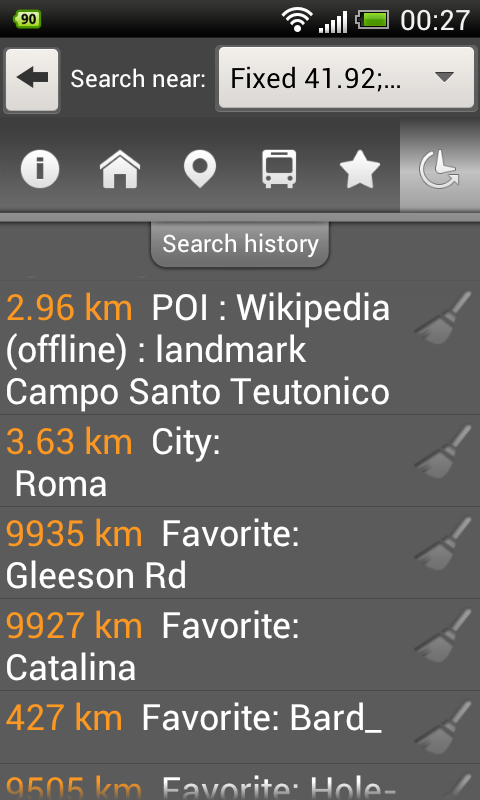 90
00:27
Search near:
Fixed 41.92;...
Search history
2.96 km POI : Wikipedia
(offline) : landmark
Campo Santo Teutonico
3.63 km City:
Roma
9935 km Favorite:
Gleeson Rd
9927 km Favorite:
Catalina
427 km Favorite: Bard_
9505 km Favorite: Hole-